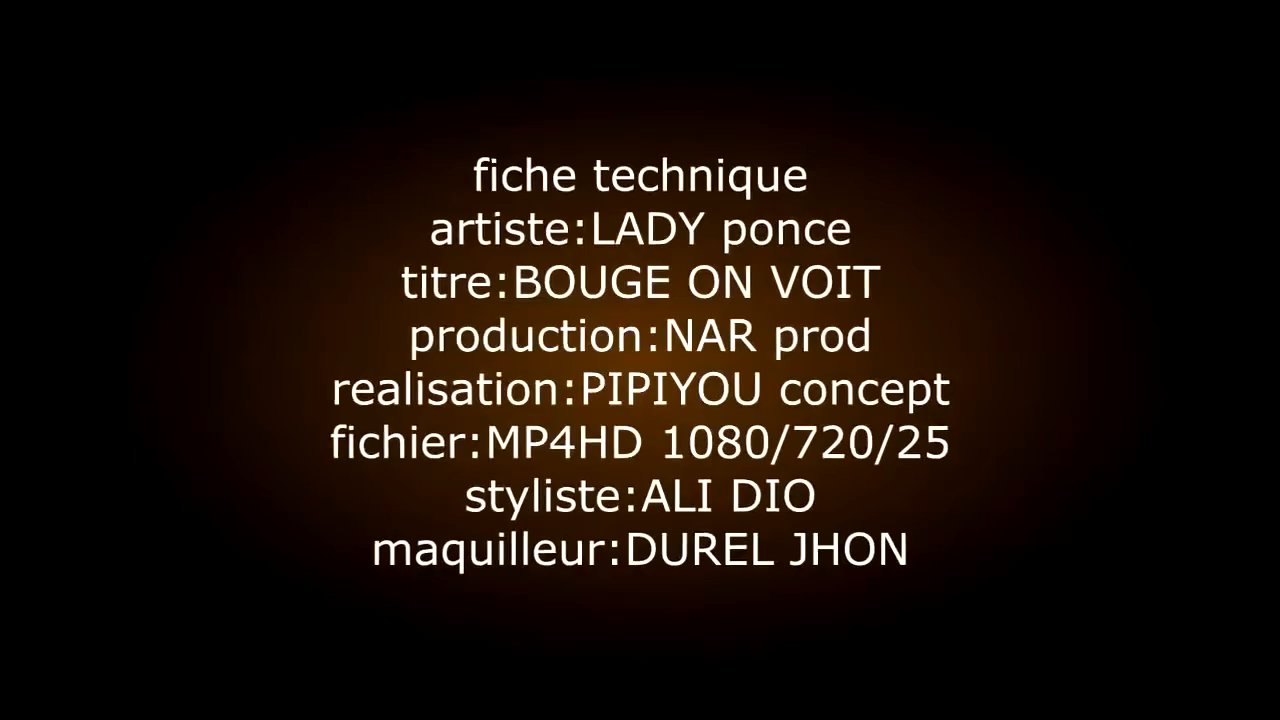 fiche technique
artiste:LADY ponce
titre:BOUGE ON VOIT
production:NAR prod
realisation:PIPIYOU concept
fichier:MP4HD 1080/720/25
styliste:ALI DIO
maquilleur:DUREL JHON